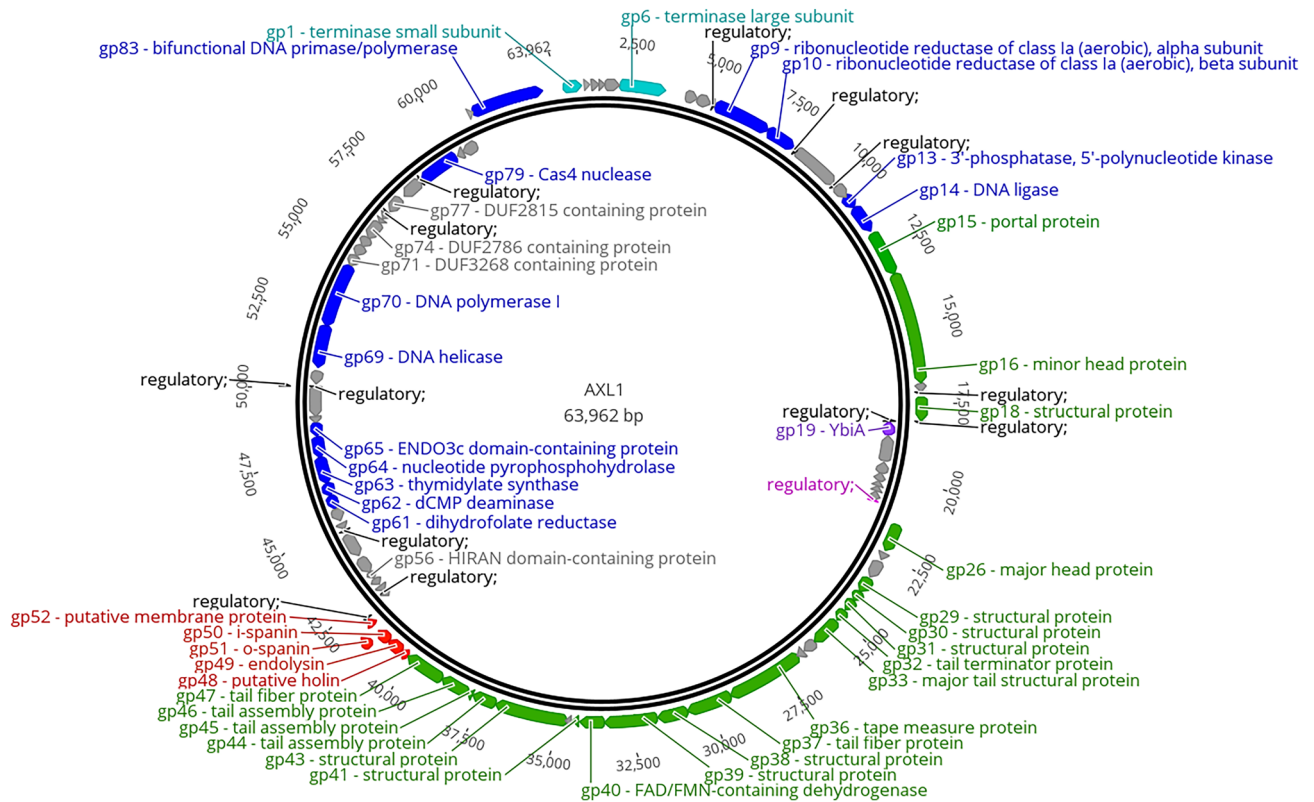 gp6 - terminase large subunit
gp1 - terminase small subunit
regulatory;
gp83 - bifunctional DNA primase/polymerase
gp9 - ribonucleotide reductase of class Ia (aerobic), alpha subunit
gp10 - ribonucleotide reductase of class Ia (aerobic), beta subunit
63,962
2,500
5,000
60,000
7,500
regulatory;
regulatory;
57,500
10,000
gp13 - 3'-phosphatase, 5'-polynucleotide kinase
gp79 - Cas4 nuclease
gp14 - DNA ligase
regulatory;
gp77 - DUF2815 containing protein
55,000
12,500
gp15 - portal protein
regulatory;
gp74 - DUF2786 containing protein
gp71 - DUF3268 containing protein
52,500
gp70 - DNA polymerase I
15,000
gp69 - DNA helicase
gp16 - minor head protein
regulatory;
50,000
regulatory;
AXL1
63,962 bp
17,500
regulatory;
regulatory;
gp18 - structural protein
regulatory;
gp19 - YbiA
gp65 - ENDO3c domain-containing protein
gp64 - nucleotide pyrophosphohydrolase
47,500
gp63 - thymidylate synthase
regulatory;
20,000
gp62 - dCMP deaminase
gp61 - dihydrofolate reductase
regulatory;
45,000
gp56 - HIRAN domain-containing protein
regulatory;
22,500
gp26 - major head protein
regulatory;
gp52 - putative membrane protein
gp29 - structural protein
gp50 - i-spanin
42,500
gp30 - structural protein
gp51 - o-spanin
25,000
gp31 - structural protein
gp49 - endolysin
gp32 - tail terminator protein
gp48 - putative holin
gp33 - major tail structural protein
gp47 - tail fiber protein
40,000
27,500
gp46 - tail assembly protein
gp45 - tail assembly protein
gp36 - tape measure protein
gp44 - tail assembly protein
37,500
30,000
gp37 - tail fiber protein
gp43 - structural protein
35,000
32,500
gp38 - structural protein
gp41 - structural protein
gp39 - structural protein
gp40 - FAD/FMN-containing dehydrogenase